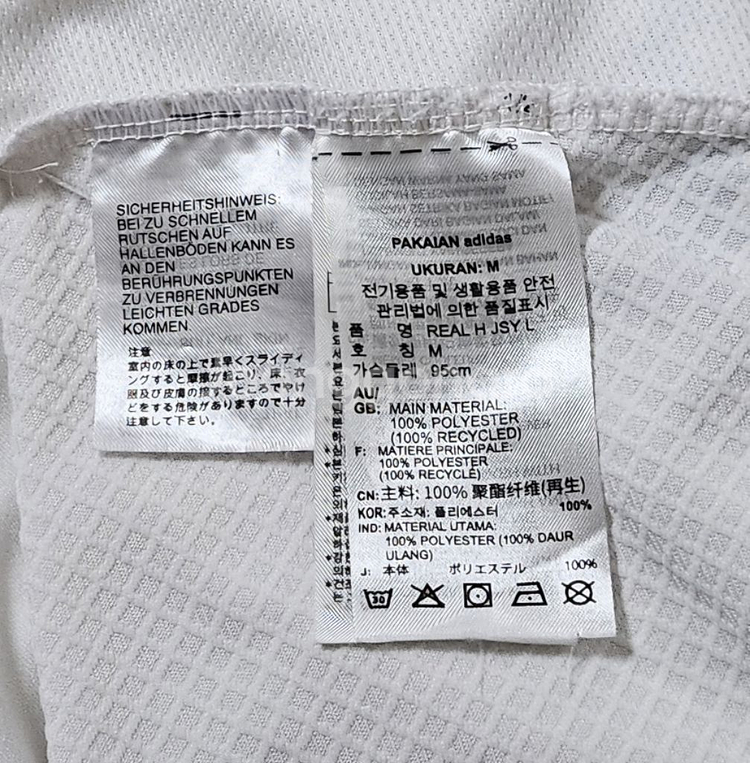 SICHERHEITSHINWEIS:
BEI ZU SCHNELLEM
RUTSCHEN AUF
HALLENBÖDEN KANN ES
AN DEN
BERÜHRUNGSPUNKTEN
ZU VERBRENNUNGEN
LEICHTEN GRADES
KOMMEN
注意
室内の床の上で素早くスライディ
ングすると摩擦が起こり、床、衣
服及び皮膚の接するところでやけ
どをする危険がありますので十分
注意して下さい。
PAKAIAN adidas
UKURAN: M
전기용품 및 생활용품 안전
관리법에 의한 품질표시
품 명 REAL H JSY L
호 칭 M
가슴둘레 95cm
AU/
GB: MAIN MATERIAL:
100% POLYESTER
(100% RECYCLED)
F: MATIERE PRINCIPALE:
100% POLYESTER
(100% RECYCLÉ)
CN: 主料: 100% 聚酯纤维(再生)
KOR: 주소재: 폴리에스터 100%
IND: MATERIAL UTAMA:
100% POLYESTER (100% DAUR
ULANG)
J: 本体 ポリエステル 100%
30